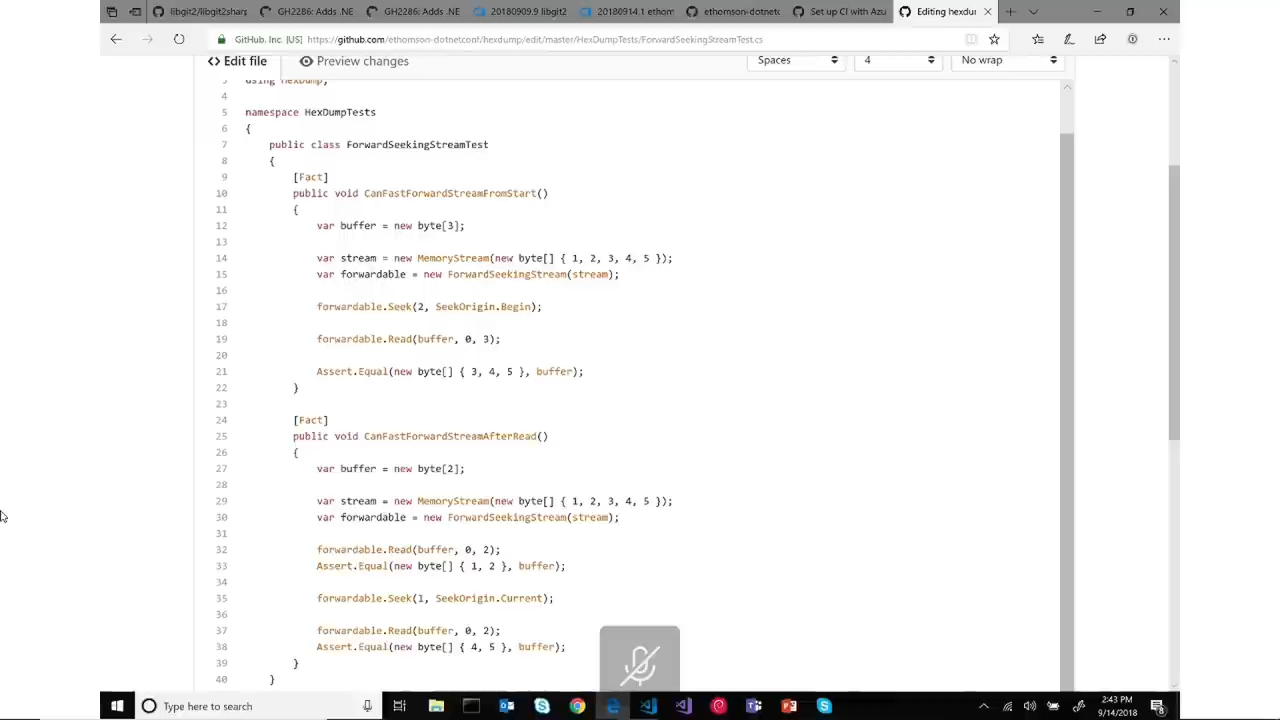 libgit2/libgit2shar GH2286: Adds .NE GH2286: Adds .NE 20180909.9 libgit2 20180914.1 ethom ethomson-dotnetc Set up CI with Azu Editing hexdu
GitHub, Inc. [US] https://github.com/ethomson-dotnetconf/hexdump/edit/master/HexDumpTests/ForwardSeekingStreamTest.cs
<> Edit file Preview changes Spaces 4 No wrap
3 using HexDump;
4
5 namespace HexDumpTests
6 {
7 public class ForwardSeekingStreamTest
8 {
9 [Fact]
10 public void CanFastForwardStreamFromStart()
11 {
12 var buffer = new byte[3];
13
14 var stream = new MemoryStream(new byte[] { 1, 2, 3, 4, 5 });
15 var forwardable = new ForwardSeekingStream(stream);
16
17 forwardable.Seek(2, SeekOrigin.Begin);
18
19 forwardable.Read(buffer, 0, 3);
20
21 Assert.Equal(new byte[] { 3, 4, 5 }, buffer);
22 }
23
24 [Fact]
25 public void CanFastForwardStreamAfterRead()
26 {
27 var buffer = new byte[2];
28
29 var stream = new MemoryStream(new byte[] { 1, 2, 3, 4, 5 });
30 var forwardable = new ForwardSeekingStream(stream);
31
32 forwardable.Read(buffer, 0, 2);
33 Assert.Equal(new byte[] { 1, 2 }, buffer);
34
35 forwardable.Seek(1, SeekOrigin.Current);
36
37 forwardable.Read(buffer, 0, 2);
38 Assert.Equal(new byte[] { 4, 5 }, buffer);
39 }
40 }
Type here to search
2:43 PM
9/14/2018
8